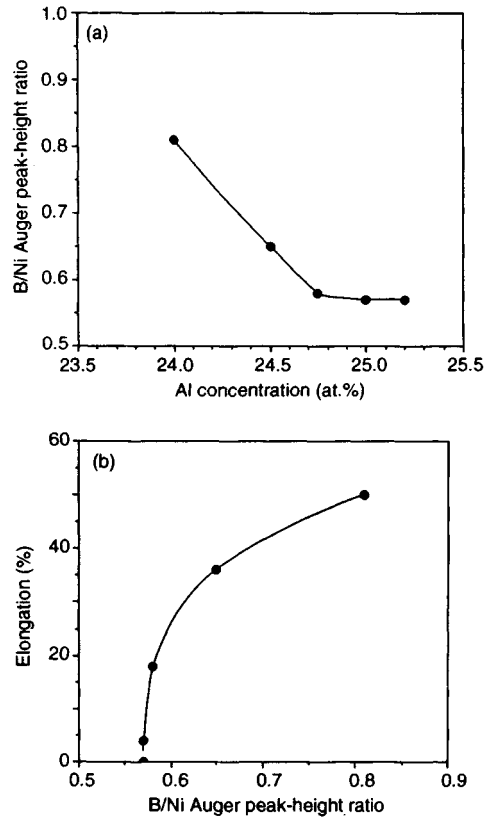 (a)
B/Ni Auger peak-height ratio
1.0
0.9
0.8
0.7
0.6
0.5
23.5 24.0 24.5 25.0 25.5
Al concentration (at.%)
(b)
Elongation (%)
60
40
20
0
0.5 0.6 0.7 0.8 0.9
B/Ni Auger peak-height ratio